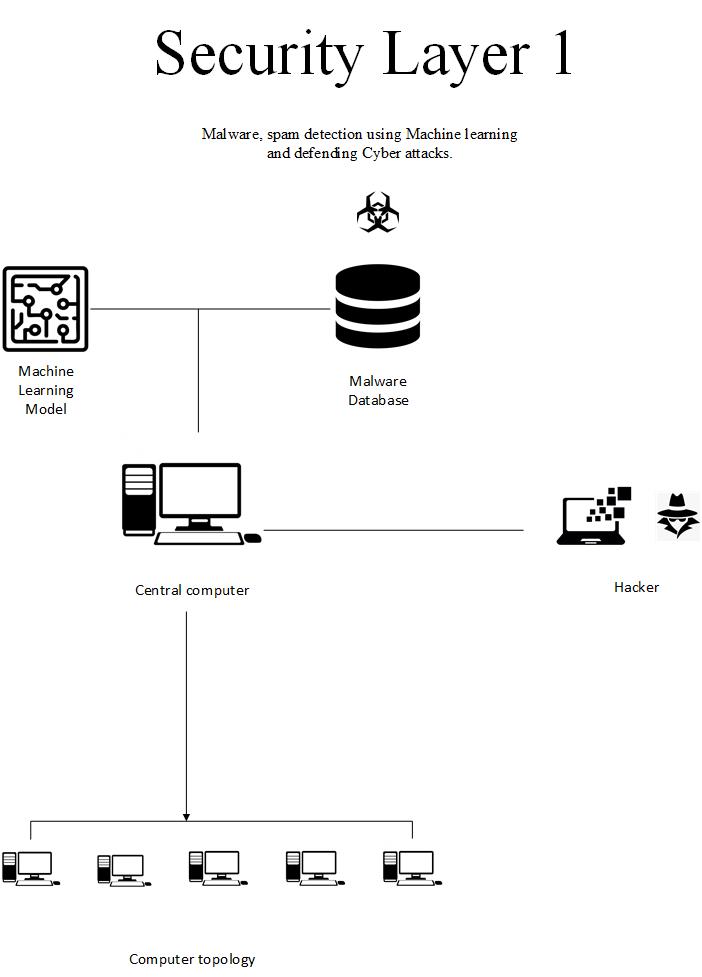 Security Layer 1
Malware, spam detection using Machine learning
and defending Cyber attacks.
Machine
Learning
Model
Malware
Database
Central computer
Hacker
Computer topology